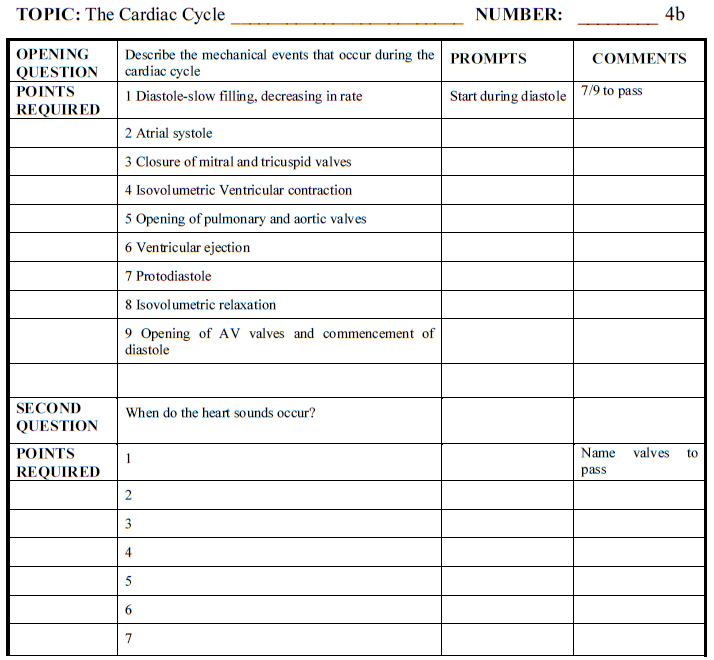 TOPIC: The Cardiac Cycle ________________________ NUMBER: ________ 4b
OPENING QUESTION Describe the mechanical events that occur during the cardiac cycle PROMPTS COMMENTS
POINTS REQUIRED 1 Diastole-slow filling, decreasing in rate Start during diastole 7/9 to pass
2 Atrial systole
3 Closure of mitral and tricuspid valves
4 Isovolumetric Ventricular contraction
5 Opening of pulmonary and aortic valves
6 Ventricular ejection
7 Protodiastole
8 Isovolumetric relaxation
9 Opening of AV valves and commencement of diastole
SECOND QUESTION When do the heart sounds occur?
POINTS REQUIRED 1 Name valves to pass
2
3
4
5
6
7